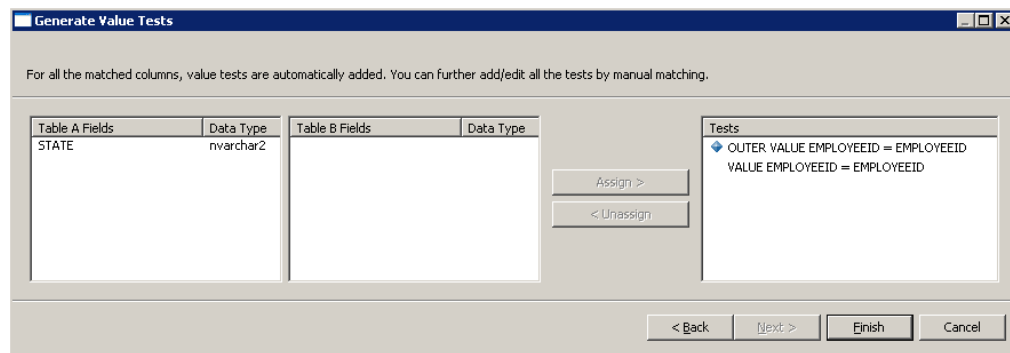 Generate Value Tests
For all the matched columns, value tests are automatically added. You can further add/edit all the tests by manual matching.
Table A Fields Data Type Table B Fields Data Type Tests
STATE nvarchar2 OUTER VALUE EMPLOYEEID = EMPLOYEEID
VALUE EMPLOYEEID = EMPLOYEEID
Assign >
< Unassign
< Back Next > Finish Cancel